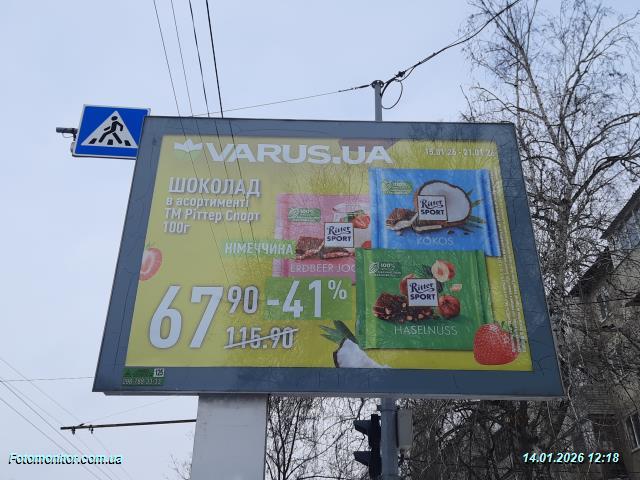 VARUS.UA
15.01.26 - 21.01.26
ШОКОЛАД
в асортименті
ТМ Ріттер Спорт
100г
НІМЕЧЧИНА
Ritter
SPORT
KOKOS
Ritter
SPORT
ERDBEER JOG
Ritter
SPORT
HASELNUSS
67 90 -41%
115.90
125
Fotomonitor.com.ua
14.01.2026 12:18